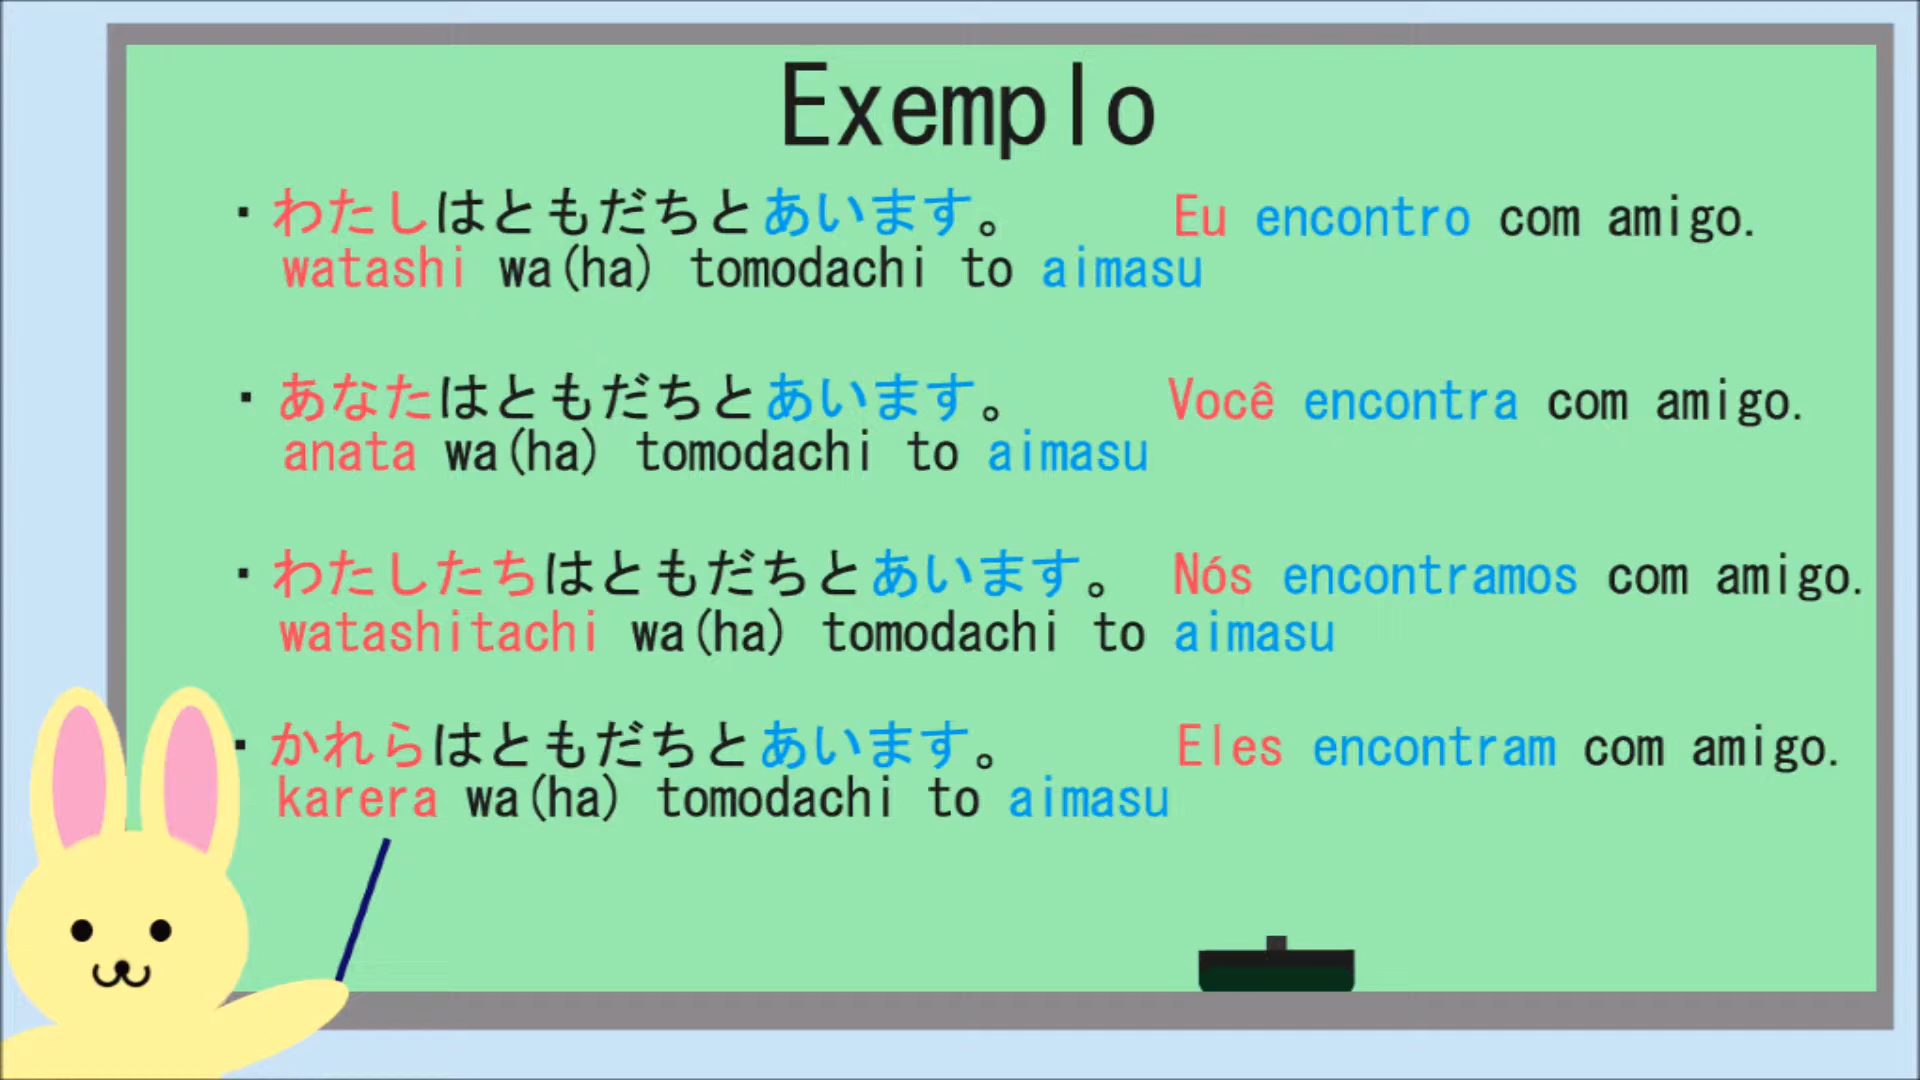 Exemplo
・わたしはともだちとあいます。 Eu encontro com amigo.
watashi wa(ha) tomodachi to aimasu
・あなたはともだちとあいます。 Você encontra com amigo.
anata wa(ha) tomodachi to aimasu
・わたしたちはともだちとあいます。 Nós encontramos com amigo.
watashitachi wa(ha) tomodachi to aimasu
・かれらはともだちとあいます。 Eles encontram com amigo.
karera wa(ha) tomodachi to aimasu